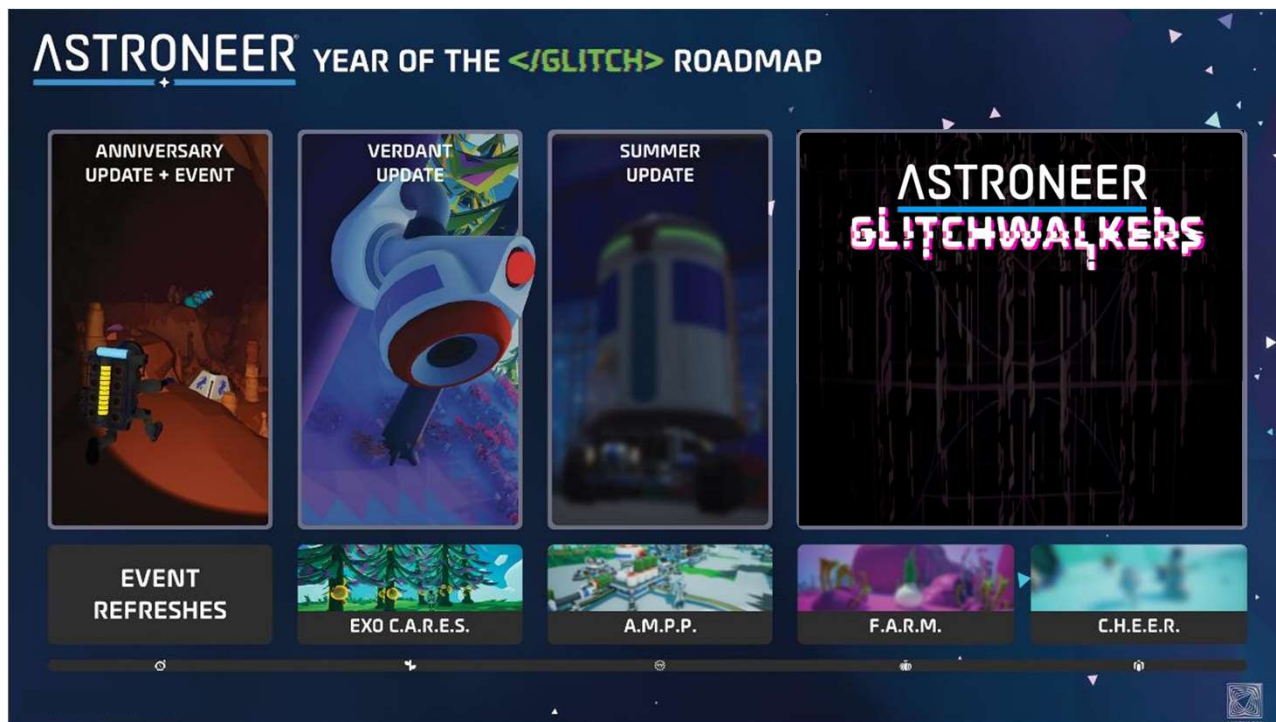 ASTRONEER® YEAR OF THE </GLITCH> ROADMAP
ANNIVERSARY
UPDATE + EVENT
VERDANT
UPDATE
SUMMER
UPDATE
ASTRONEER
GLITCHWALKERS
EVENT
REFRESHES
EXO C.A.R.E.S.
A.M.P.P.
F.A.R.M.
C.H.E.E.R.